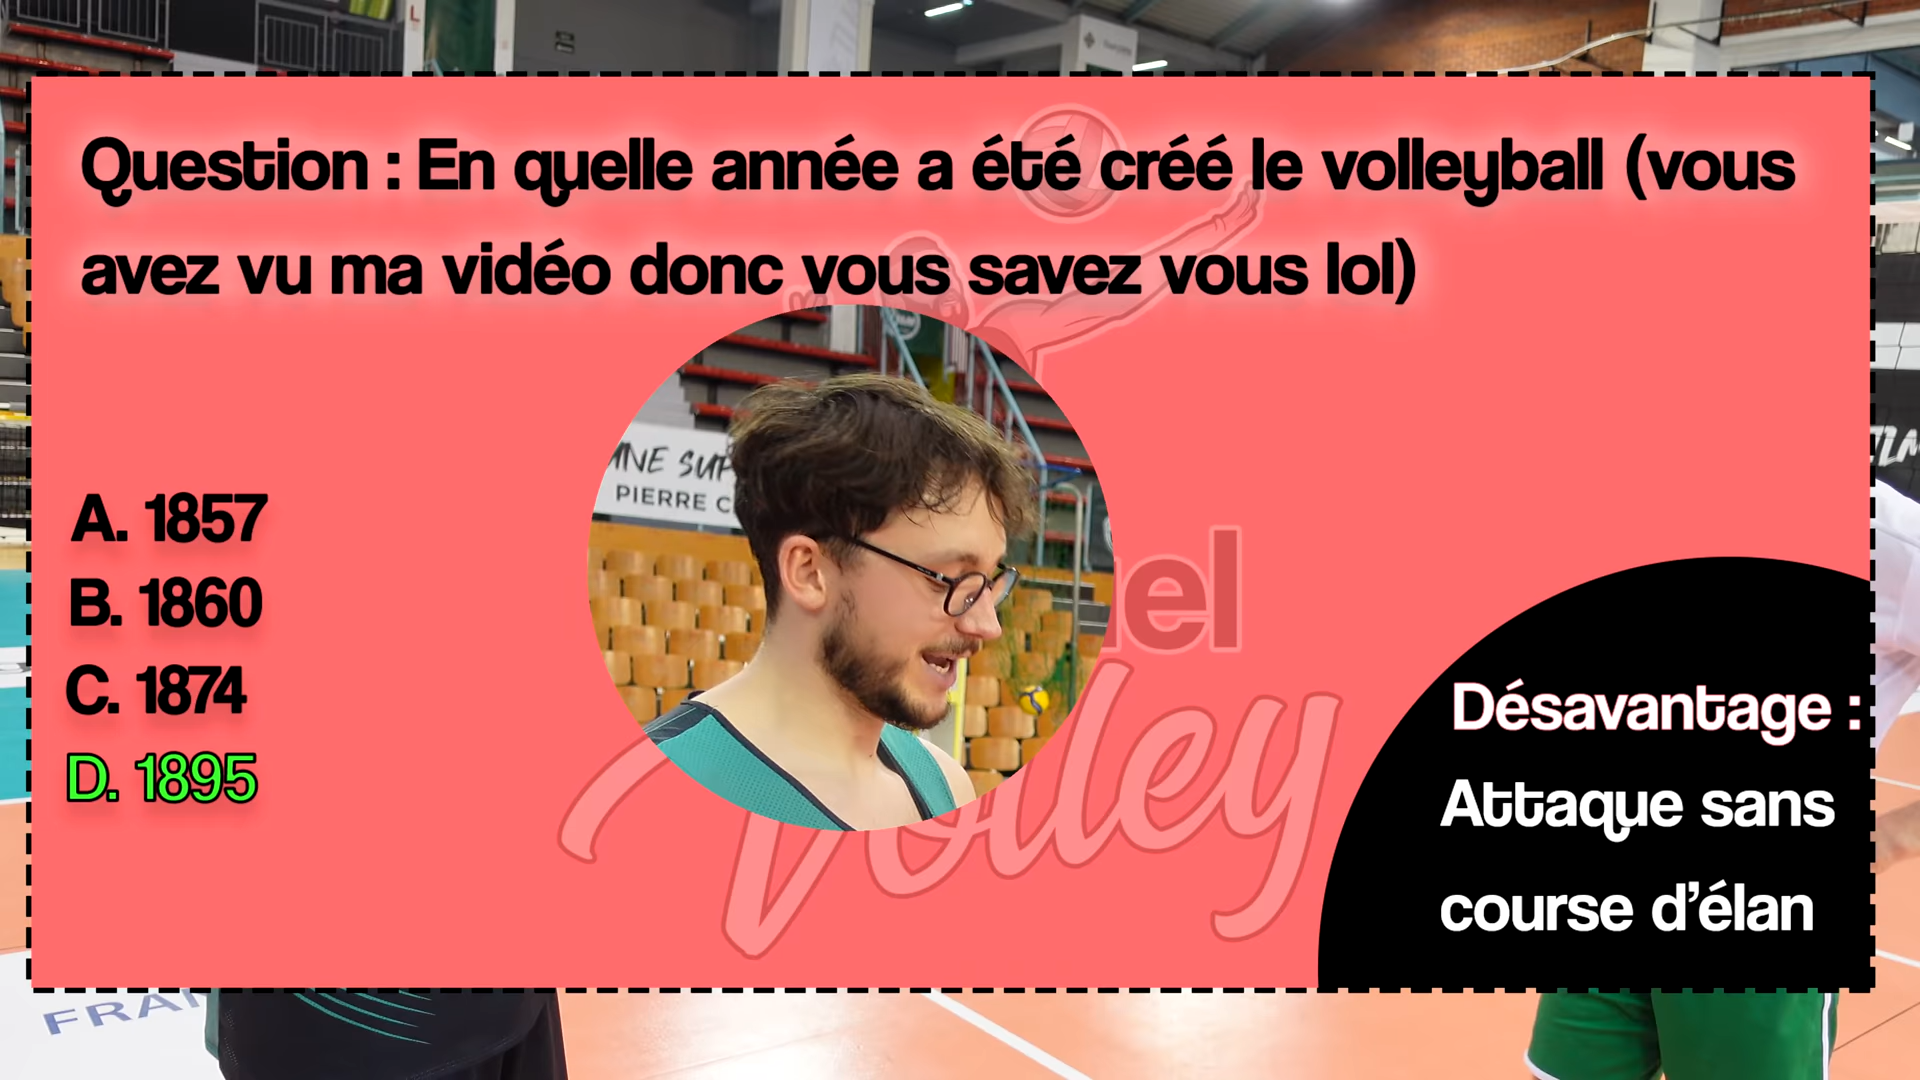 Question : En quelle année a été créé le volleyball (vous
avez vu ma vidéo donc vous savez vous lol)
PIERRE
A. 1857
B. 1860
C. 1874
D. 1895
Volley
Désavantage :
Attaque sans
course d’élan